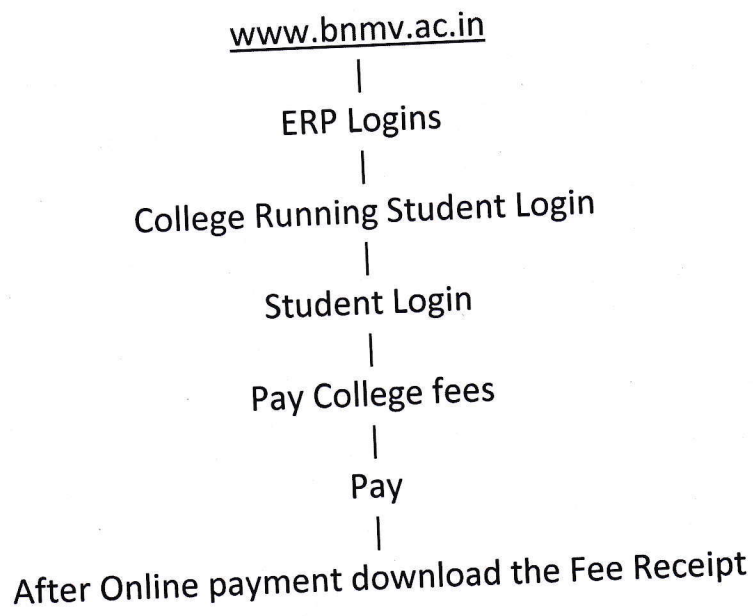 www.bnmv.ac.in
|
ERP Logins
|
College Running Student Login
|
Student Login
|
Pay College fees
|
Pay
|
After Online payment download the Fee Receipt